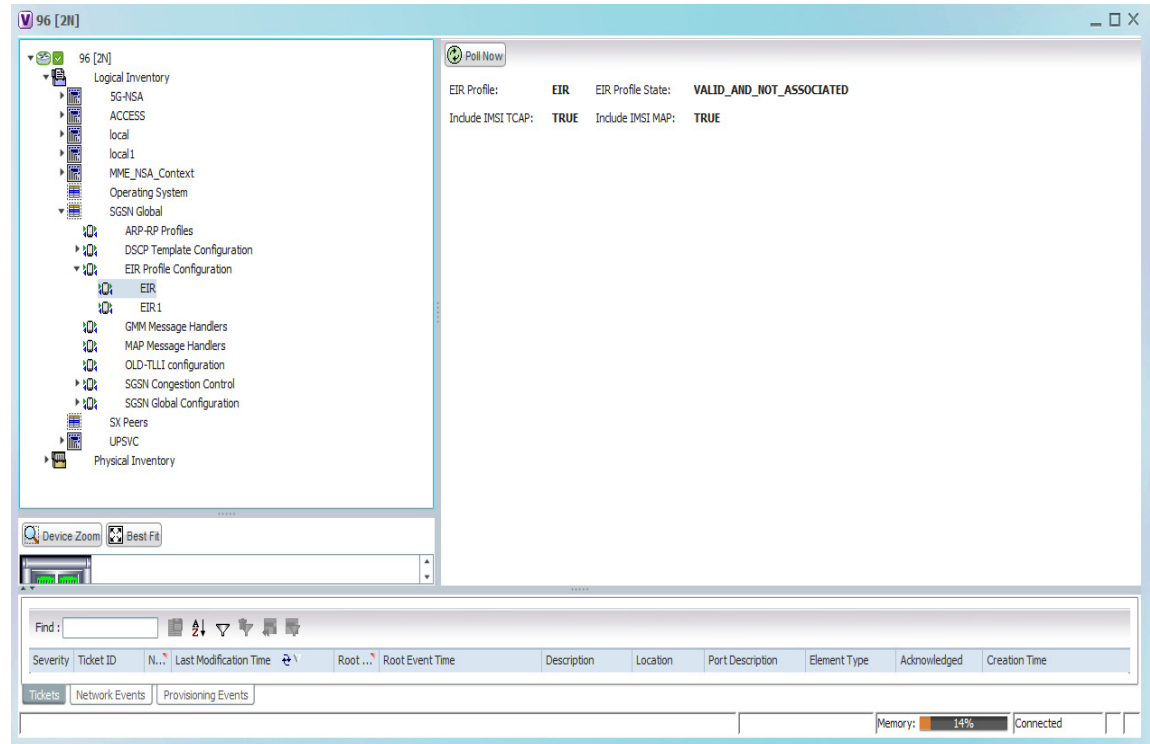 V 96 [2N]
96 [2N]
Logical Inventory
5G-NSA
ACCESS
local
local1
MME_NSA_Context
Operating System
SGSN Global
ARP-RP Profiles
DSCP Template Configuration
EIR Profile Configuration
EIR
EIR1
GMM Message Handlers
MAP Message Handlers
OLD-TLLI configuration
SGSN Congestion Control
SGSN Global Configuration
SX Peers
UPSVC
Physical Inventory
Device Zoom Best Fit
Poll Now
EIR Profile: EIR EIR Profile State: VALID_AND_NOT_ASSOCIATED
Include IMSI TCAP: TRUE Include IMSI MAP: TRUE
Find :
Severity Ticket ID N... Last Modification Time Root ... Root Event Time Description Location Port Description Element Type Acknowledged Creation Time
Tickets Network Events Provisioning Events
Memory: 14% Connected